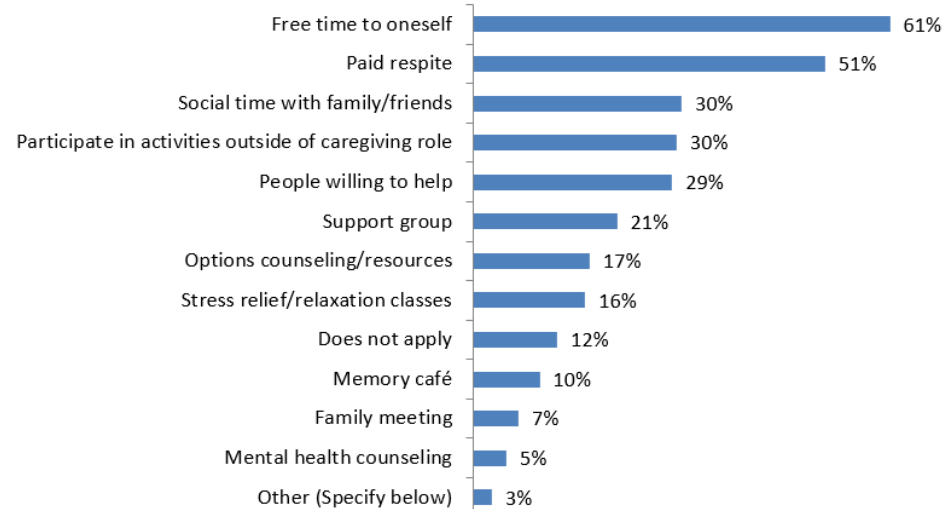 Free time to oneself 61%
Paid respite 51%
Social time with family/friends 30%
Participate in activities outside of caregiving role 30%
People willing to help 29%
Support group 21%
Options counseling/resources 17%
Stress relief/relaxation classes 16%
Does not apply 12%
Memory café 10%
Family meeting 7%
Mental health counseling 5%
Other (Specify below) 3%